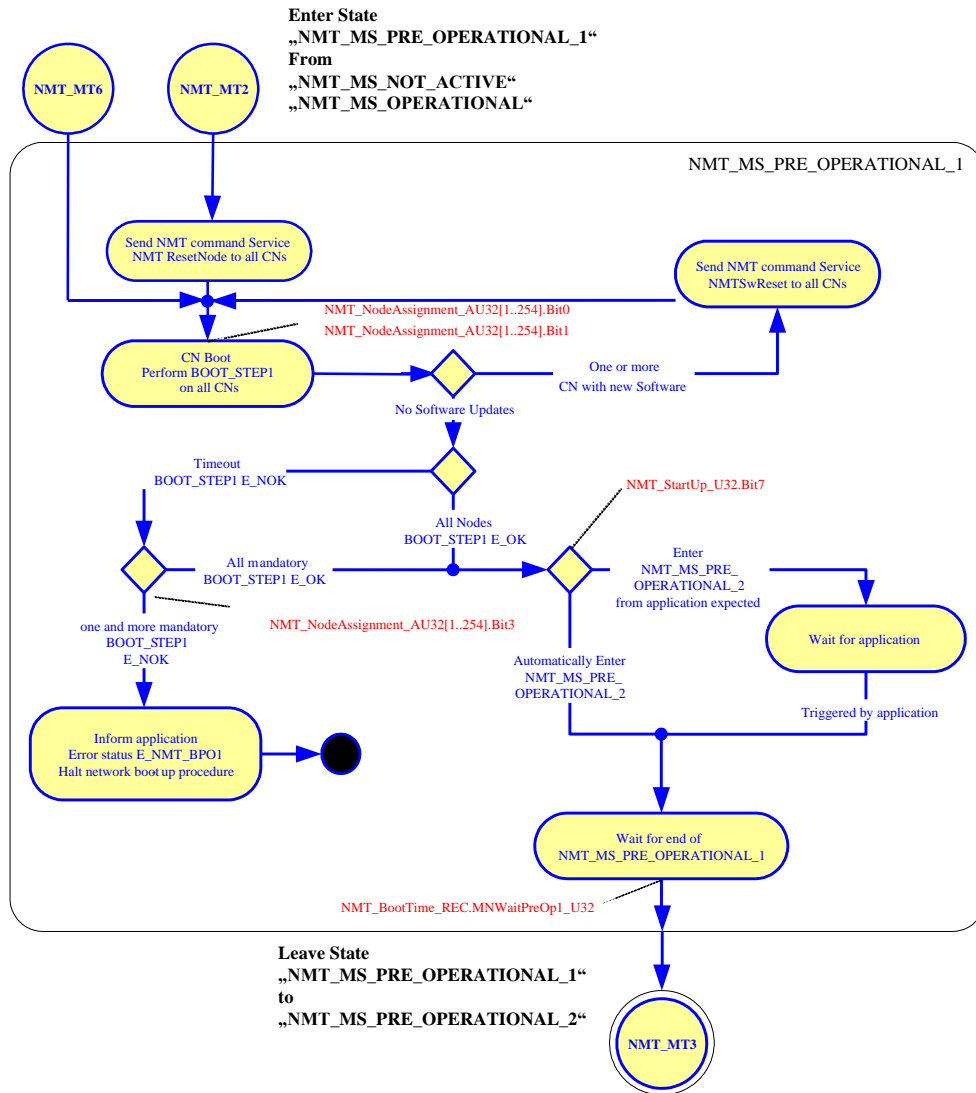 Enter State
„NMT_MS_PRE_OPERATIONAL_1“
From
„NMT_MS_NOT_ACTIVE“
„NMT_MS_OPERATIONAL“
NMT_MT6
NMT_MT2
NMT_MS_PRE_OPERATIONAL_1
Send NMT command Service
NMT ResetNode to all CNs
Send NMT command Service
NMTSwReset to all CNs
NMT_NodeAssignment_AU32[1..254].Bit0
NMT_NodeAssignment_AU32[1..254].Bit1
CN Boot
Perform BOOT_STEP1
on all CNs
One or more
CN with new Software
No Software Updates
Timeout
BOOT_STEP1 E_NOK
NMT_StartUp_U32.Bit7
All Nodes
BOOT_STEP1 E_OK
All mandatory
BOOT_STEP1 E_OK
Enter
NMT_MS_PRE_
OPERATIONAL_2
from application expected
NMT_NodeAssignment_AU32[1..254].Bit3
one and more mandatory
BOOT_STEP1
E_NOK
Wait for application
Automatically Enter
NMT_MS_PRE_
OPERATIONAL_2
Triggered by application
Inform application
Error status E_NMT_BPO1
Halt network boot up procedure
Wait for end of
NMT_MS_PRE_OPERATIONAL_1
NMT_BootTime_REC.MNWaitPreOp1_U32
Leave State
„NMT_MS_PRE_OPERATIONAL_1“
to
„NMT_MS_PRE_OPERATIONAL_2“
NMT_MT3